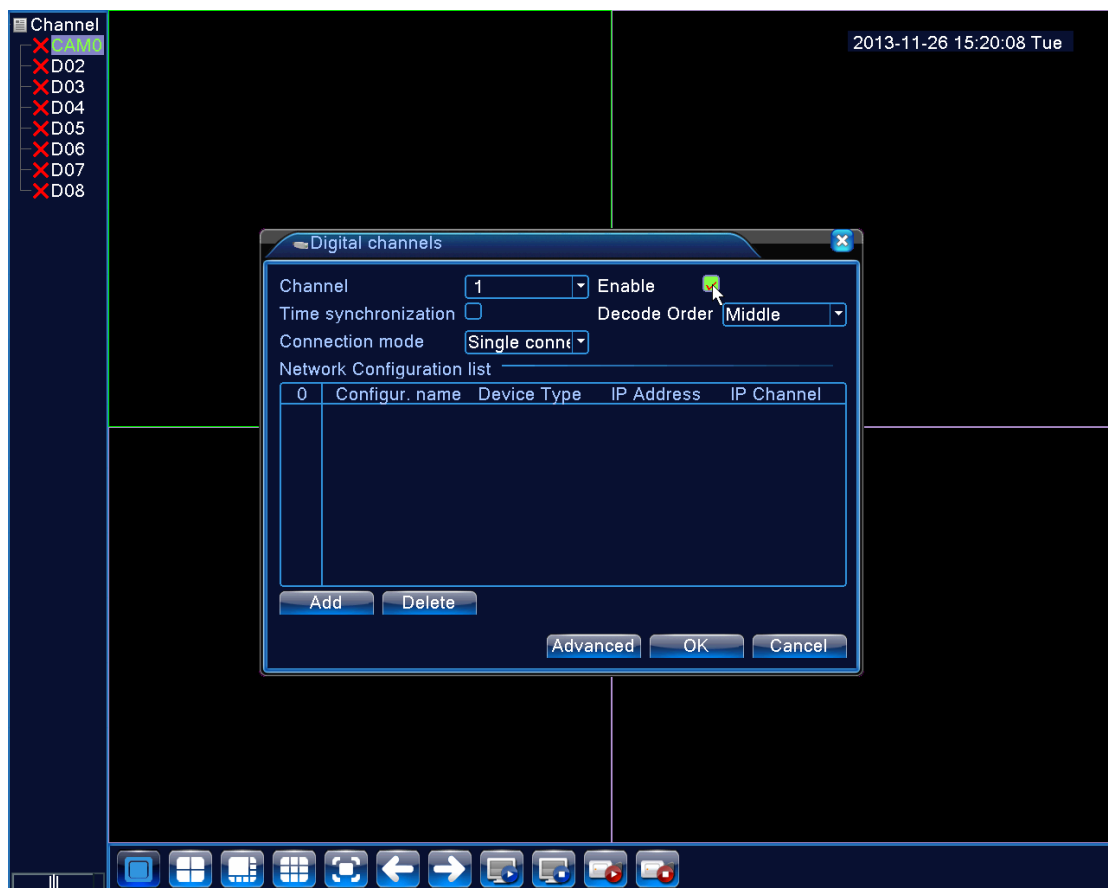 Channel
CAM0
D02
D03
D04
D05
D06
D07
D08
2013-11-26 15:20:08 Tue
Digital channels
Channel 1 Enable
Time synchronization Decode Order Middle
Connection mode Single conne
Network Configuration list
0 Configur. name Device Type IP Address IP Channel
Add Delete
Advanced OK Cancel